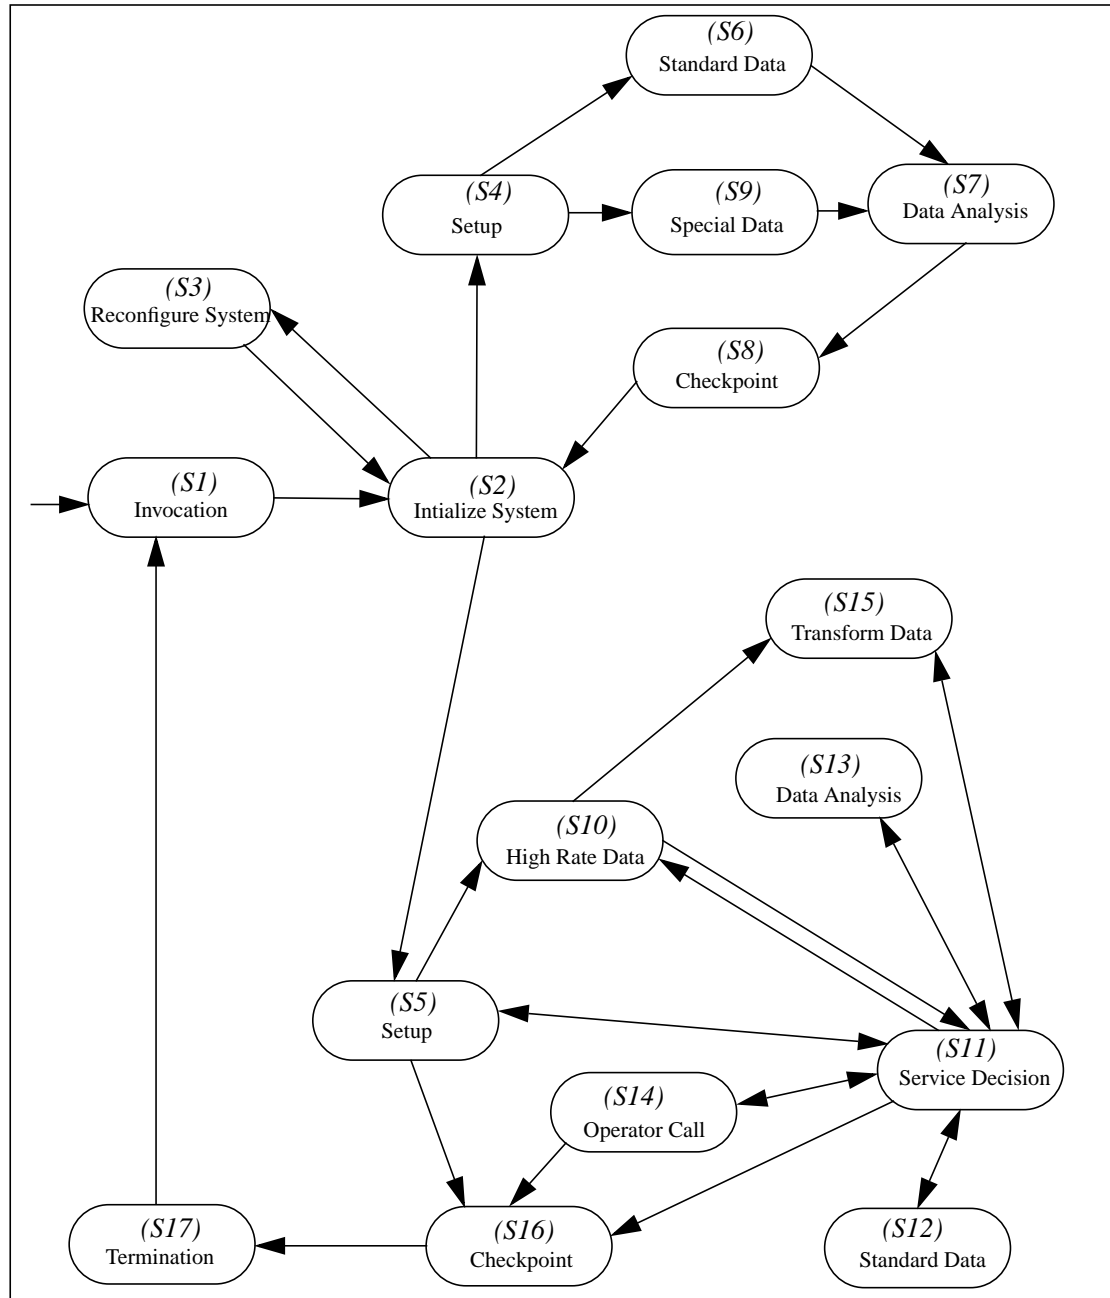 (S6)
Standard Data
(S4)
Setup
(S9)
Special Data
(S7)
Data Analysis
(S3)
Reconfigure System
(S8)
Checkpoint
(S1)
Invocation
(S2)
Intialize System
(S15)
Transform Data
(S13)
Data Analysis
(S10)
High Rate Data
(S5)
Setup
(S11)
Service Decision
(S14)
Operator Call
(S17)
Termination
(S16)
Checkpoint
(S12)
Standard Data